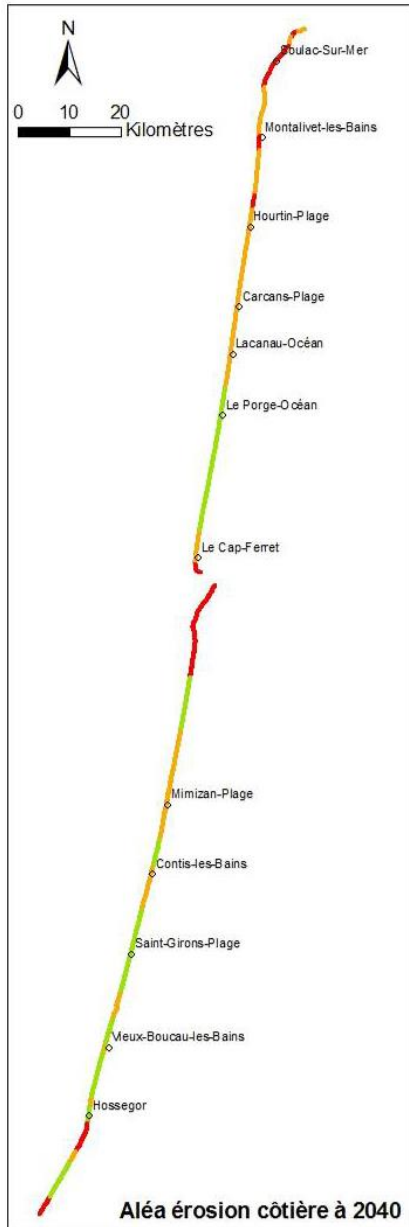 N
Soulac-Sur-Mer
0 10 20
Kilomètres
Montalivet-les-Bains
Hourtin-Plage
Carcans-Plage
Lacanau-Océan
Le Porge-Océan
Le Cap-Ferret
Mimizan-Plage
Contis-les-Bains
Saint-Girons-Plage
Vieux-Boucau-les-Bains
Hossegor
Aléa érosion côtière à 2040